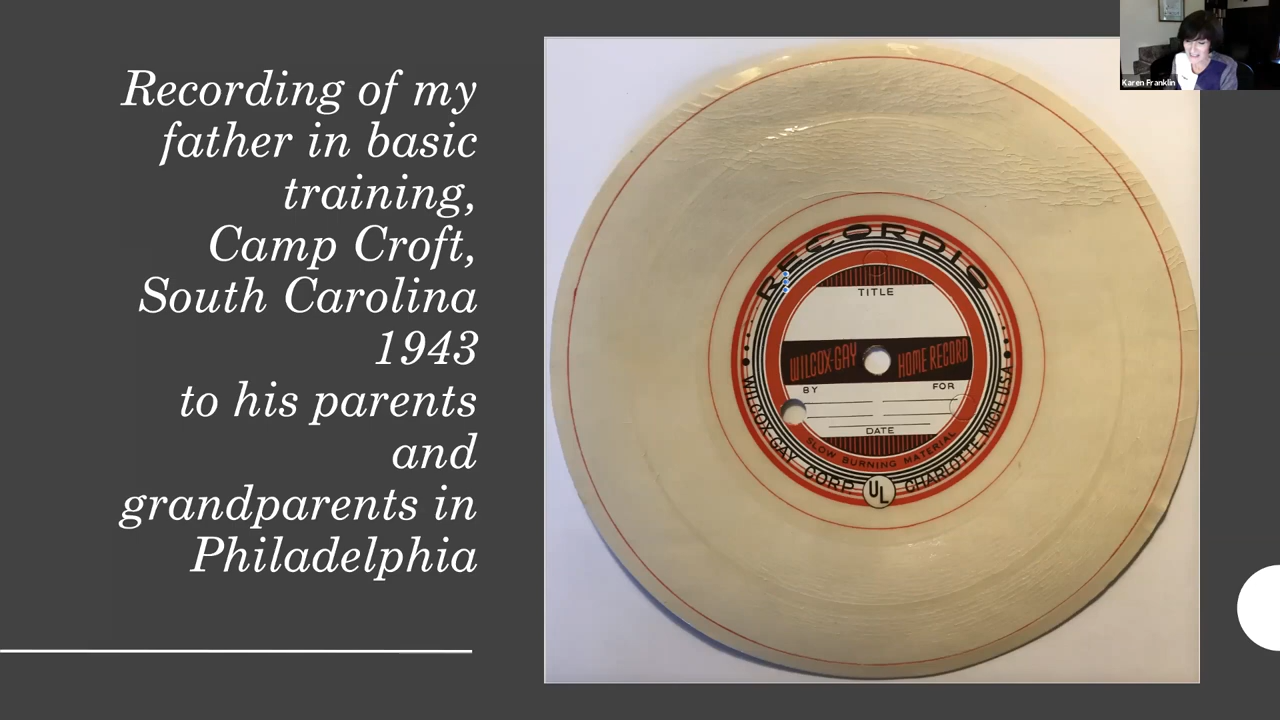 Recording of my
father in basic
training,
Camp Croft,
South Carolina
1943
to his parents
and
grandparents in
Philadelphia
Karen Franklin
RECORDIO
TITLE
WILCOX-GAY HOME RECORD
BY FOR
DATE
SLOW BURNING MATERIAL
WILCOX-GAY CORP UL CHARLOTTE MICH USA